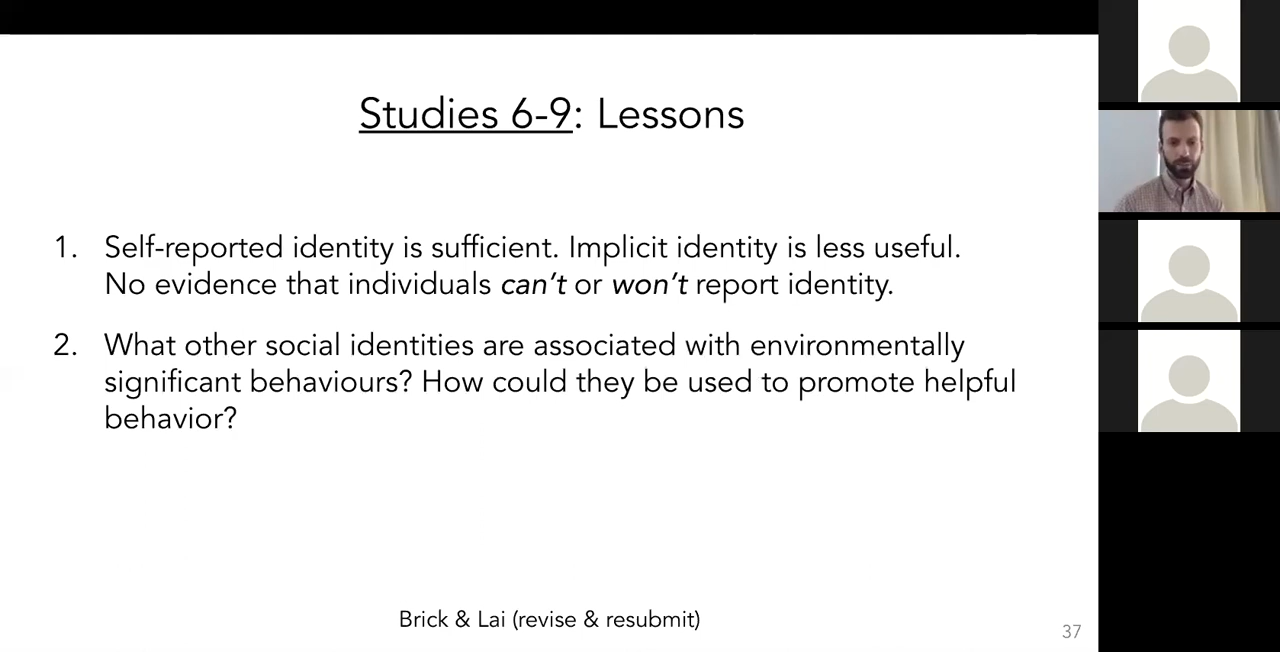 Studies 6-9: Lessons
1. Self-reported identity is sufficient. Implicit identity is less useful.
No evidence that individuals can't or won't report identity.
2. What other social identities are associated with environmentally
significant behaviours? How could they be used to promote helpful
behavior?
Brick & Lai (revise & resubmit)
37